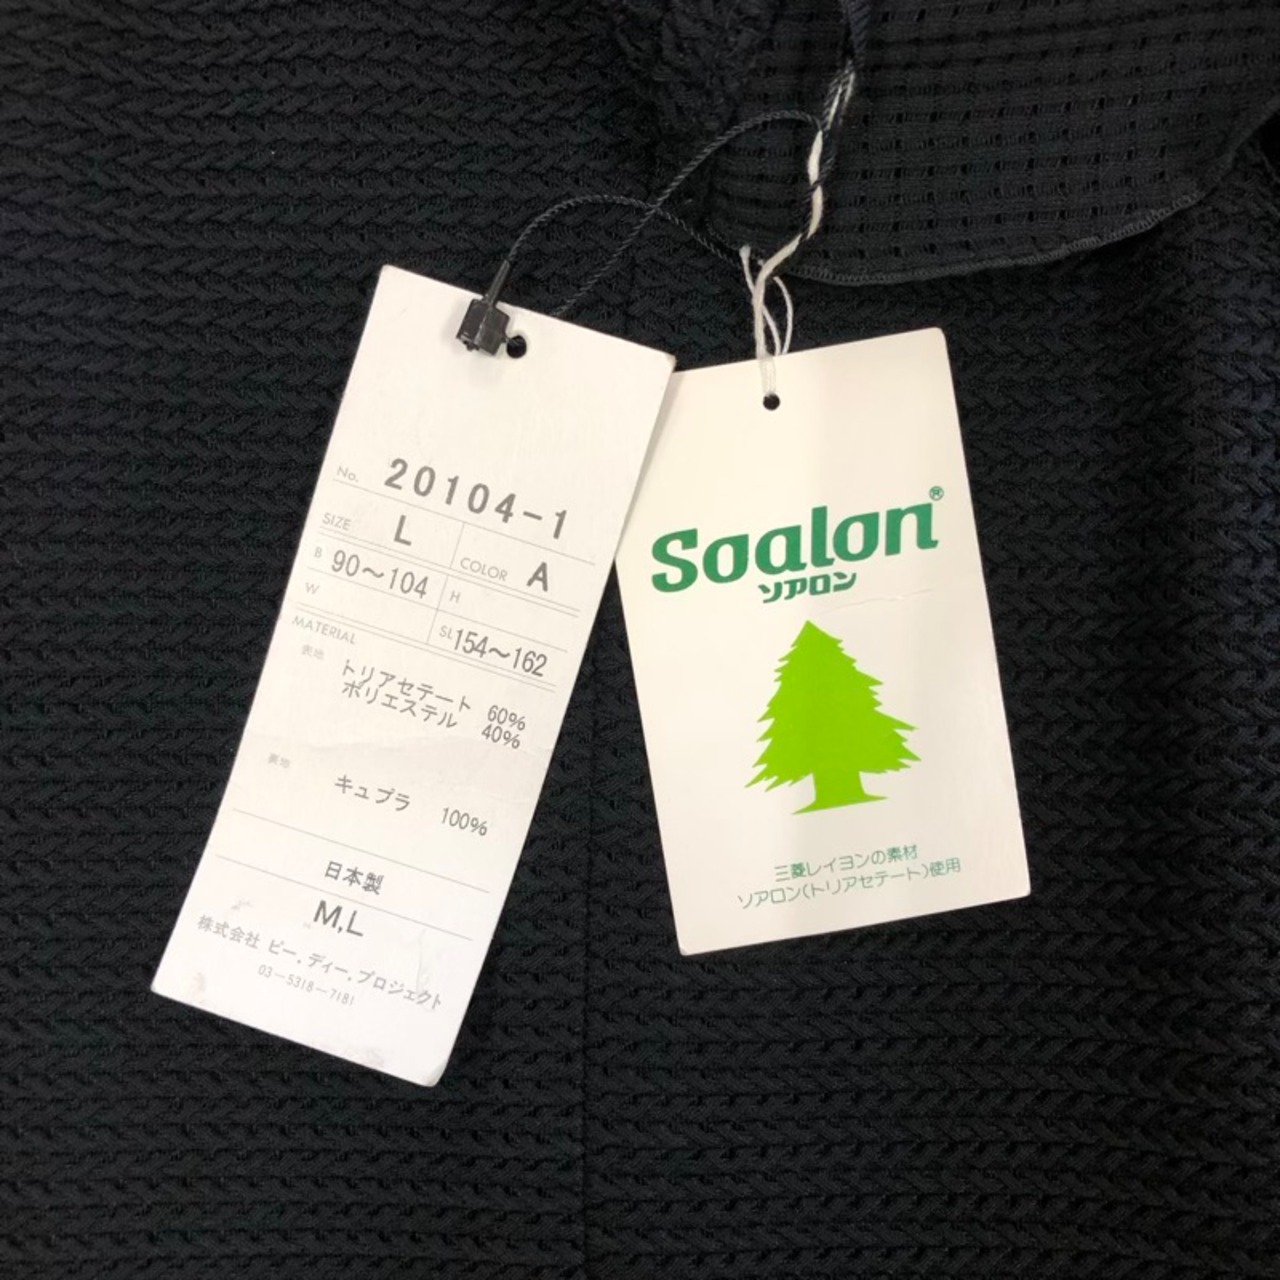 No. 20104-1
SIZE L COLOR A
B 90～104 H
W SL 154～162
MATERIAL
表地 トリアセテート 60%
ポリエステル 40%
裏地 キュプラ 100%
日本製
M,L
株式会社 ピー．ディー．プロジェクト
03－5318－7181
Soalon®
ソアロン
三菱レイヨンの素材
ソアロン(トリアセテート)使用